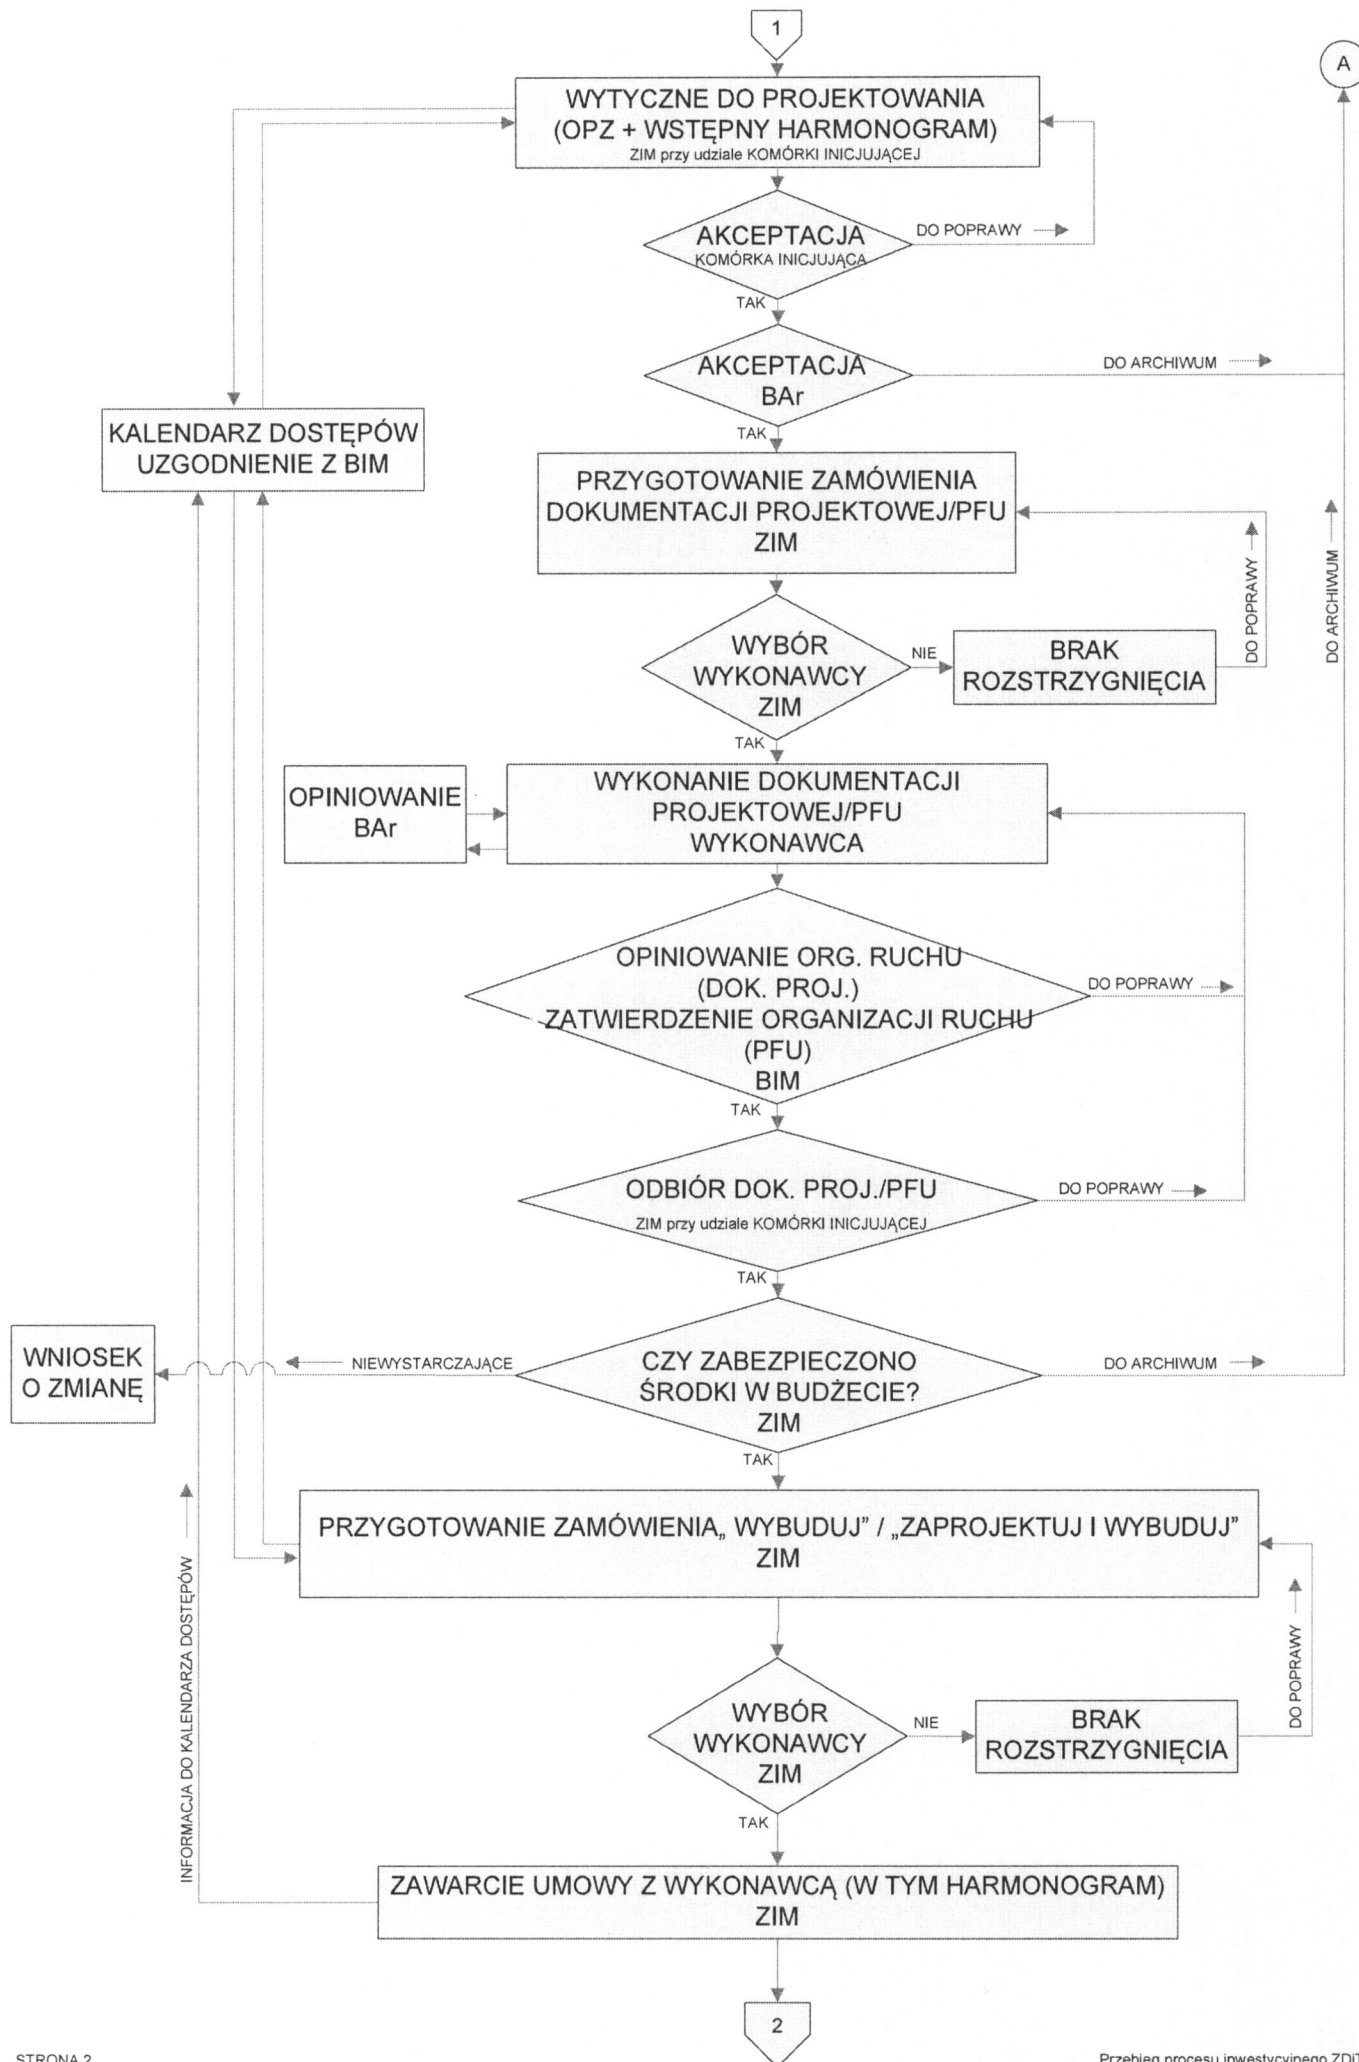 1
A
WYTYCZNE DO PROJEKTOWANIA
(OPZ + WSTĘPNY HARMONOGRAM)
ZIM przy udziale KOMÓRKI INICJUJĄCEJ
AKCEPTACJA
KOMÓRKA INICJUJĄCA
DO POPRAWY
TAK
AKCEPTACJA
BAr
DO ARCHIWUM
TAK
KALENDARZ DOSTĘPÓW
UZGODNIENIE Z BIM
PRZYGOTOWANIE ZAMÓWIENIA
DOKUMENTACJI PROJEKTOWEJ/PFU
ZIM
DO POPRAWY
DO ARCHIWUM
WYBÓR
WYKONAWCY
ZIM
NIE
BRAK
ROZSTRZYGNIĘCIA
TAK
OPINIOWANIE
BAr
WYKONANIE DOKUMENTACJI
PROJEKTOWEJ/PFU
WYKONAWCA
OPINIOWANIE ORG. RUCHU
(DOK. PROJ.)
ZATWIERDZENIE ORGANIZACJI RUCHU
(PFU)
BIM
DO POPRAWY
TAK
ODBIÓR DOK. PROJ./PFU
ZIM przy udziale KOMÓRKI INICJUJĄCEJ
DO POPRAWY
TAK
WNIOSEK
O ZMIANĘ
NIEWYSTARCZAJĄCE
CZY ZABEZPIECZONO
ŚRODKI W BUDŻECIE?
ZIM
DO ARCHIWUM
TAK
PRZYGOTOWANIE ZAMÓWIENIA„ WYBUDUJ” / „ZAPROJEKTUJ I WYBUDUJ”
ZIM
INFORMACJA DO KALENDARZA DOSTĘPÓW
DO POPRAWY
WYBÓR
WYKONAWCY
ZIM
NIE
BRAK
ROZSTRZYGNIĘCIA
TAK
ZAWARCIE UMOWY Z WYKONAWCĄ (W TYM HARMONOGRAM)
ZIM
2
STRONA 2
Przebieg procesu inwestycyjnego ZDiT